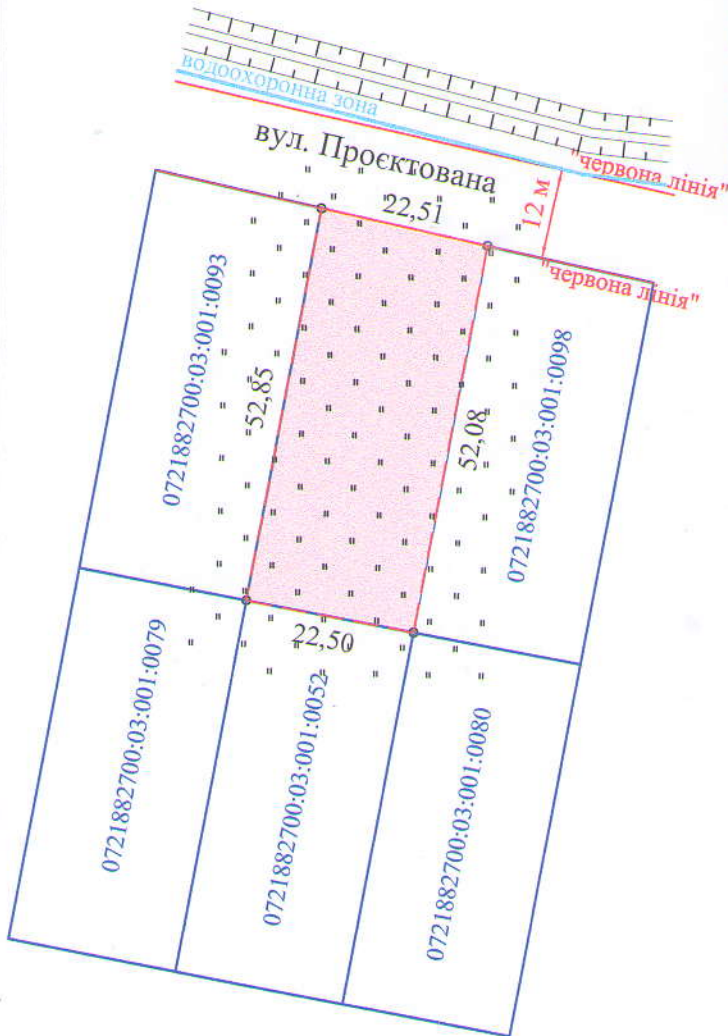 водоохоронна зона
вул. Проєктована
"червона лінія"
12 м
22,51
"червона лінія"
0721882700:03:001:0093
52,85
52,08
0721882700:03:001:0098
22,50
0721882700:03:001:0079
0721882700:03:001:0052
0721882700:03:001:0080